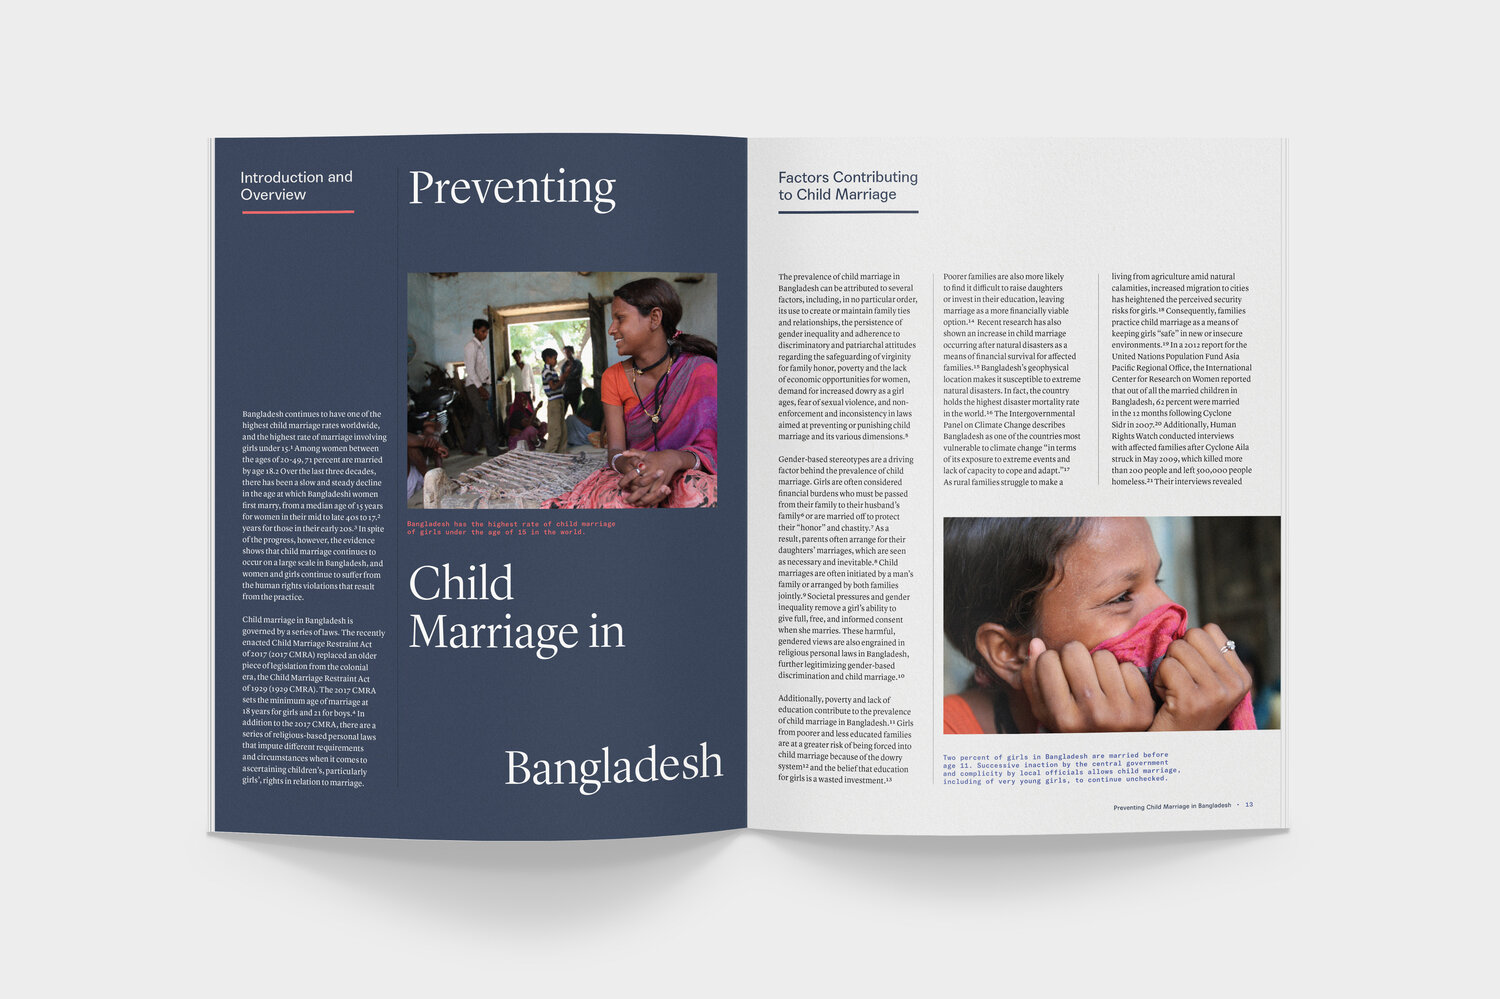 Introduction and
Overview
Preventing
Bangladesh has the highest rate of child marriage
of girls under the age of 15 in the world.
Child
Marriage in
Bangladesh
Bangladesh continues to have one of the
highest child marriage rates worldwide,
and the highest rate of marriage involving
girls under 15.¹ Among women between
the ages of 20-49, 71 percent are married
by age 18.2 Over the last three decades,
there has been a slow and steady decline
in the age at which Bangladeshi women
first marry, from a median age of 15 years
for women in their mid to late 40s to 17.²
years for those in their early 20s.³ In spite
of the progress, however, the evidence
shows that child marriage continues to
occur on a large scale in Bangladesh, and
women and girls continue to suffer from
the human rights violations that result
from the practice.
Child marriage in Bangladesh is
governed by a series of laws. The recently
enacted Child Marriage Restraint Act
of 2017 (2017 CMRA) replaced an older
piece of legislation from the colonial
era, the Child Marriage Restraint Act
of 1929 (1929 CMRA). The 2017 CMRA
sets the minimum age of marriage at
18 years for girls and 21 for boys.⁴ In
addition to the 2017 CMRA, there are a
series of religious-based personal laws
that impute different requirements
and circumstances when it comes to
ascertaining children's, particularly
girls', rights in relation to marriage.
Factors Contributing
to Child Marriage
The prevalence of child marriage in
Bangladesh can be attributed to several
factors, including, in no particular order,
its use to create or maintain family ties
and relationships, the persistence of
gender inequality and adherence to
discriminatory and patriarchal attitudes
regarding the safeguarding of virginity
for family honor, poverty and the lack
of economic opportunities for women,
demand for increased dowry as a girl
ages, fear of sexual violence, and non-
enforcement and inconsistency in laws
aimed at preventing or punishing child
marriage and its various dimensions.⁵
Gender-based stereotypes are a driving
factor behind the prevalence of child
marriage. Girls are often considered
financial burdens who must be passed
from their family to their husband's
family⁶ or are married off to protect
their "honor" and chastity.⁷ As a
result, parents often arrange for their
daughters' marriages, which are seen
as necessary and inevitable.⁸ Child
marriages are often initiated by a man's
family or arranged by both families
jointly.⁹ Societal pressures and gender
inequality remove a girl's ability to
give full, free, and informed consent
when she marries. These harmful,
gendered views are also engrained in
religious personal laws in Bangladesh,
further legitimizing gender-based
discrimination and child marriage.¹⁰
Additionally, poverty and lack of
education contribute to the prevalence
of child marriage in Bangladesh.¹¹ Girls
from poorer and less educated families
are at a greater risk of being forced into
child marriage because of the dowry
system¹² and the belief that education
for girls is a wasted investment.¹³
Poorer families are also more likely
to find it difficult to raise daughters
or invest in their education, leaving
marriage as a more financially viable
option.¹⁴ Recent research has also
shown an increase in child marriage
occurring after natural disasters as a
means of financial survival for affected
families.¹⁵ Bangladesh's geophysical
location makes it susceptible to extreme
natural disasters. In fact, the country
holds the highest disaster mortality rate
in the world.¹⁶ The Intergovernmental
Panel on Climate Change describes
Bangladesh as one of the countries most
vulnerable to climate change "in terms
of its exposure to extreme events and
lack of capacity to cope and adapt."¹⁷
As rural families struggle to make a
living from agriculture amid natural
calamities, increased migration to cities
has heightened the perceived security
risks for girls.¹⁸ Consequently, families
practice child marriage as a means of
keeping girls "safe" in new or insecure
environments.¹⁹ In a 2012 report for the
United Nations Population Fund Asia
Pacific Regional Office, the International
Center for Research on Women reported
that out of all the married children in
Bangladesh, 62 percent were married
in the 12 months following Cyclone
Sidr in 2007.²⁰ Additionally, Human
Rights Watch conducted interviews
with affected families after Cyclone Aila
struck in May 2009, which killed more
than 200 people and left 500,000 people
homeless.²¹ Their interviews revealed
Two percent of girls in Bangladesh are married before
age 11. Successive inaction by the central government
and complicity by local officials allows child marriage,
including of very young girls, to continue unchecked.
Preventing Child Marriage in Bangladesh • 13